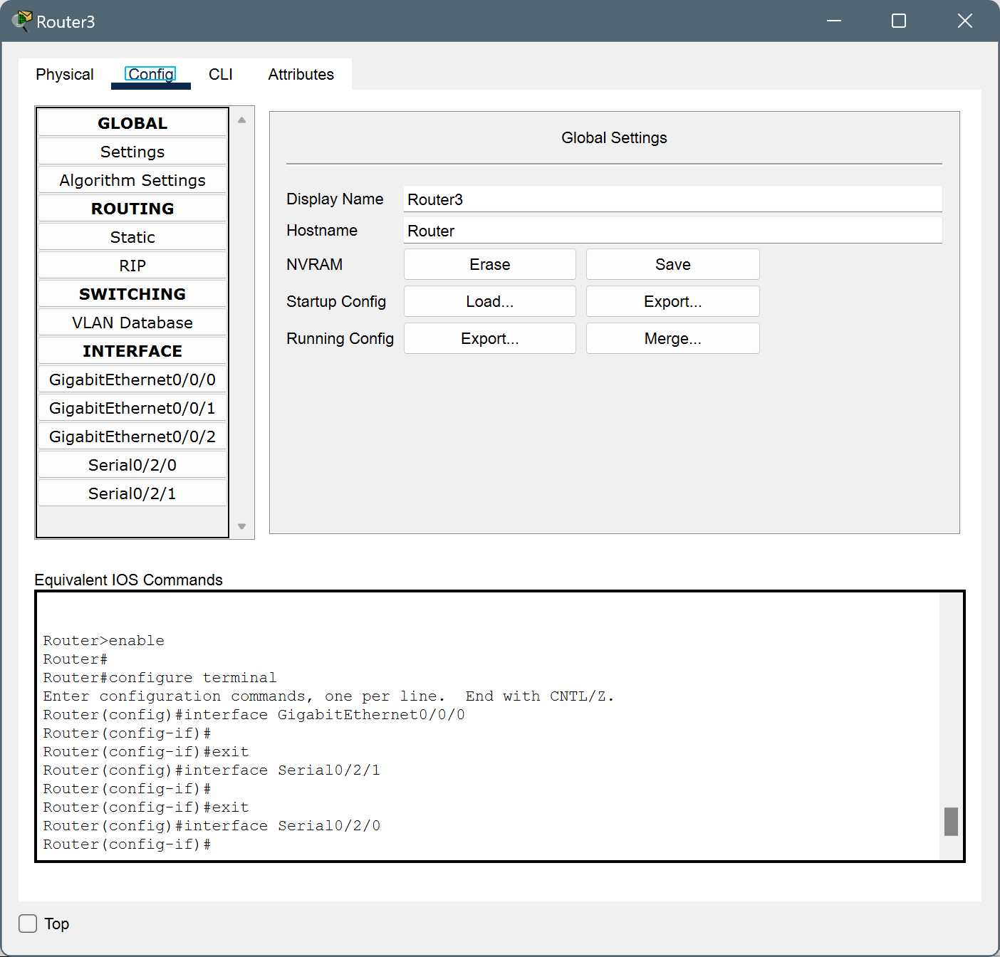 Router3
Physical Config CLI Attributes
GLOBAL
Settings
Algorithm Settings
ROUTING
Static
RIP
SWITCHING
VLAN Database
INTERFACE
GigabitEthernet0/0/0
GigabitEthernet0/0/1
GigabitEthernet0/0/2
Serial0/2/0
Serial0/2/1
Global Settings
Display Name Router3
Hostname Router
NVRAM Erase Save
Startup Config Load... Export...
Running Config Export... Merge...
Equivalent IOS Commands
Router>enable
Router#
Router#configure terminal
Enter configuration commands, one per line.  End with CNTL/Z.
Router(config)#interface GigabitEthernet0/0/0
Router(config-if)#
Router(config-if)#exit
Router(config)#interface Serial0/2/1
Router(config-if)#
Router(config-if)#exit
Router(config)#interface Serial0/2/0
Router(config-if)#
Top